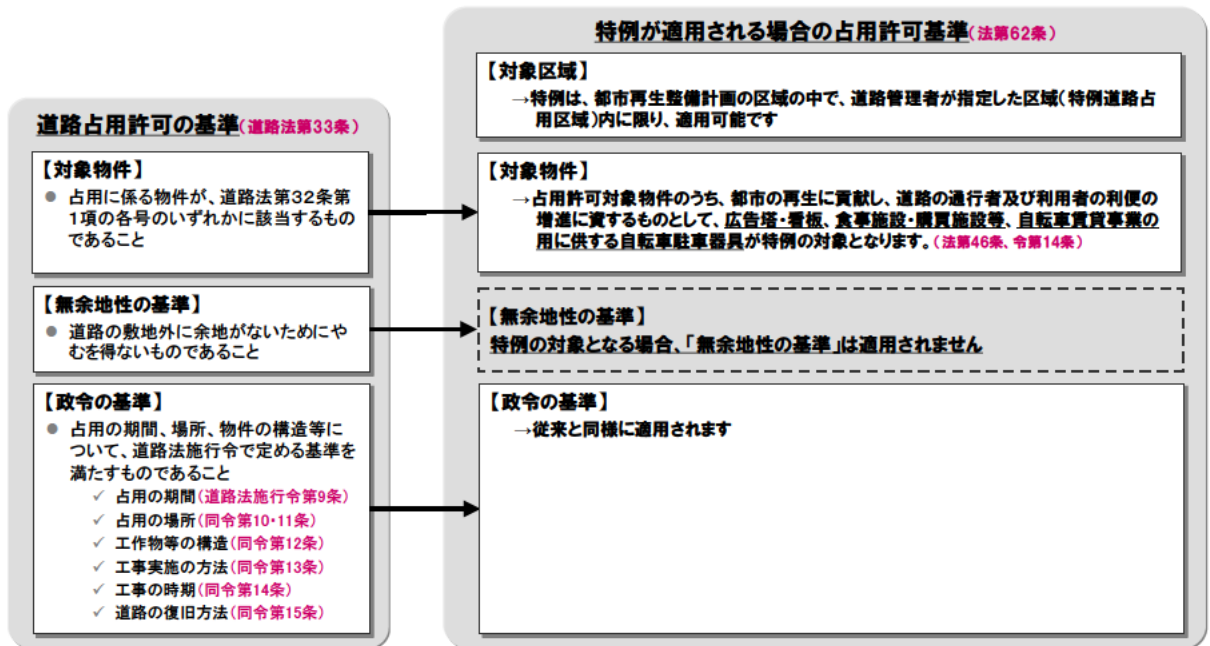 道路占用許可の基準(道路法第33条)
【対象物件】
● 占用に係る物件が、道路法第32条第
1項の各号のいずれかに該当するもの
であること
【無余地性の基準】
● 道路の敷地外に余地がないためにや
むを得ないものであること
【政令の基準】
● 占用の期間、場所、物件の構造等に
ついて、道路法施行令で定める基準を
満たすものであること
✓ 占用の期間(道路法施行令第9条)
✓ 占用の場所(同令第10・11条)
✓ 工作物等の構造(同令第12条)
✓ 工事実施の方法(同令第13条)
✓ 工事の時期(同令第14条)
✓ 道路の復旧方法(同令第15条)
特例が適用される場合の占用許可基準(法第62条)
【対象区域】
→特例は、都市再生整備計画の区域の中で、道路管理者が指定した区域(特例道路占
用区域)内に限り、適用可能です
【対象物件】
→占用許可対象物件のうち、都市の再生に貢献し、道路の通行者及び利用者の利便の
増進に資するものとして、広告塔・看板、食事施設・購買施設等、自転車賃貸事業の
用に供する自転車駐車器具が特例の対象となります。(法第46条、令第14条)
【無余地性の基準】
特例の対象となる場合、「無余地性の基準」は適用されません
【政令の基準】
→従来と同様に適用されます